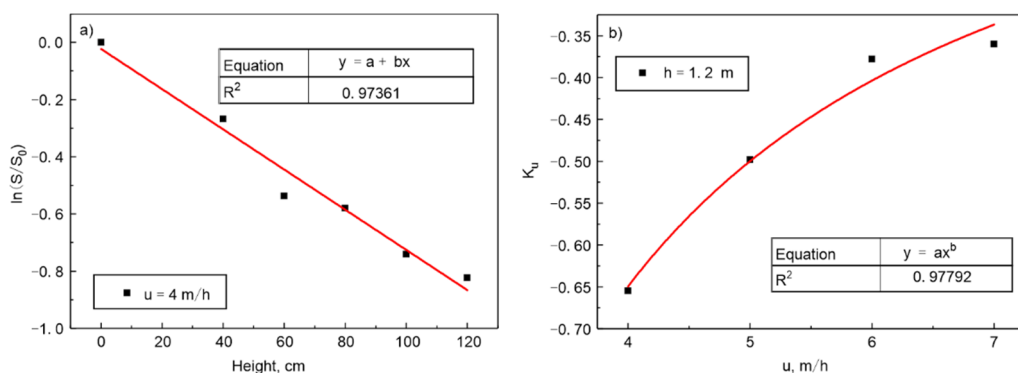 a)
Equation y = a + bx
R² 0.97361
0.0
−0.2
−0.4
−0.6
−0.8
−1.0
ln(S/S₀)
u = 4 m/h
0 20 40 60 80 100 120
Height, cm
b)
h = 1.2 m
−0.35
−0.40
−0.45
−0.50
−0.55
−0.60
−0.65
−0.70
Kᵤ
Equation y = axᵇ
R² 0.97792
4 5 6 7
u, m/h